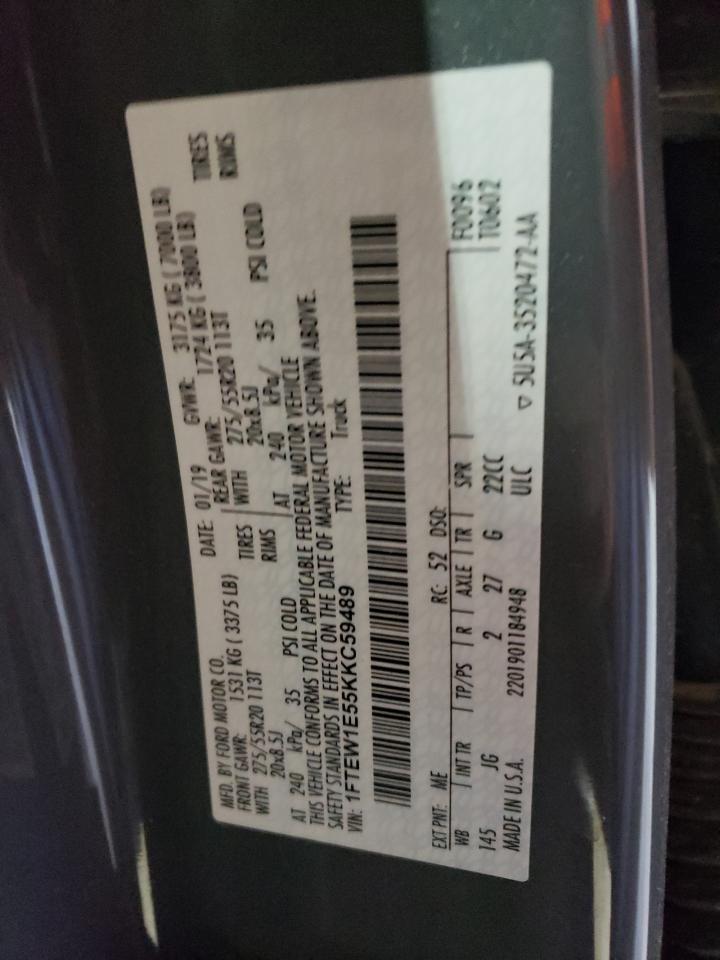 MFD. BY FORD MOTOR CO.
DATE: 01/19 GVWR: 3175 KG ( 7000 LB)
FRONT GAWR: 1531 KG ( 3375 LB)
REAR GAWR: 1724 KG ( 3800 LB)
WITH 275/55R20 113T TIRES
WITH 275/55R20 113T TIRES
20x8.5J RIMS
20x8.5J RIMS
AT 240 kPa/ 35 PSI COLD
AT 240 kPa/ 35 PSI COLD
THIS VEHICLE CONFORMS TO ALL APPLICABLE FEDERAL MOTOR VEHICLE
SAFETY STANDARDS IN EFFECT ON THE DATE OF MANUFACTURE SHOWN ABOVE.
VIN: 1FTEW1E55KKC59489 TYPE: Truck
EXT PNT: ME RC: 52 DSO: F0096
WB INT TR TP/PS R AXLE TR SPR T0602
145 JG 2 27 G 22CC
MADE IN U.S.A. 2201901184948 ULC ▽ 5U5A-3520472-AA